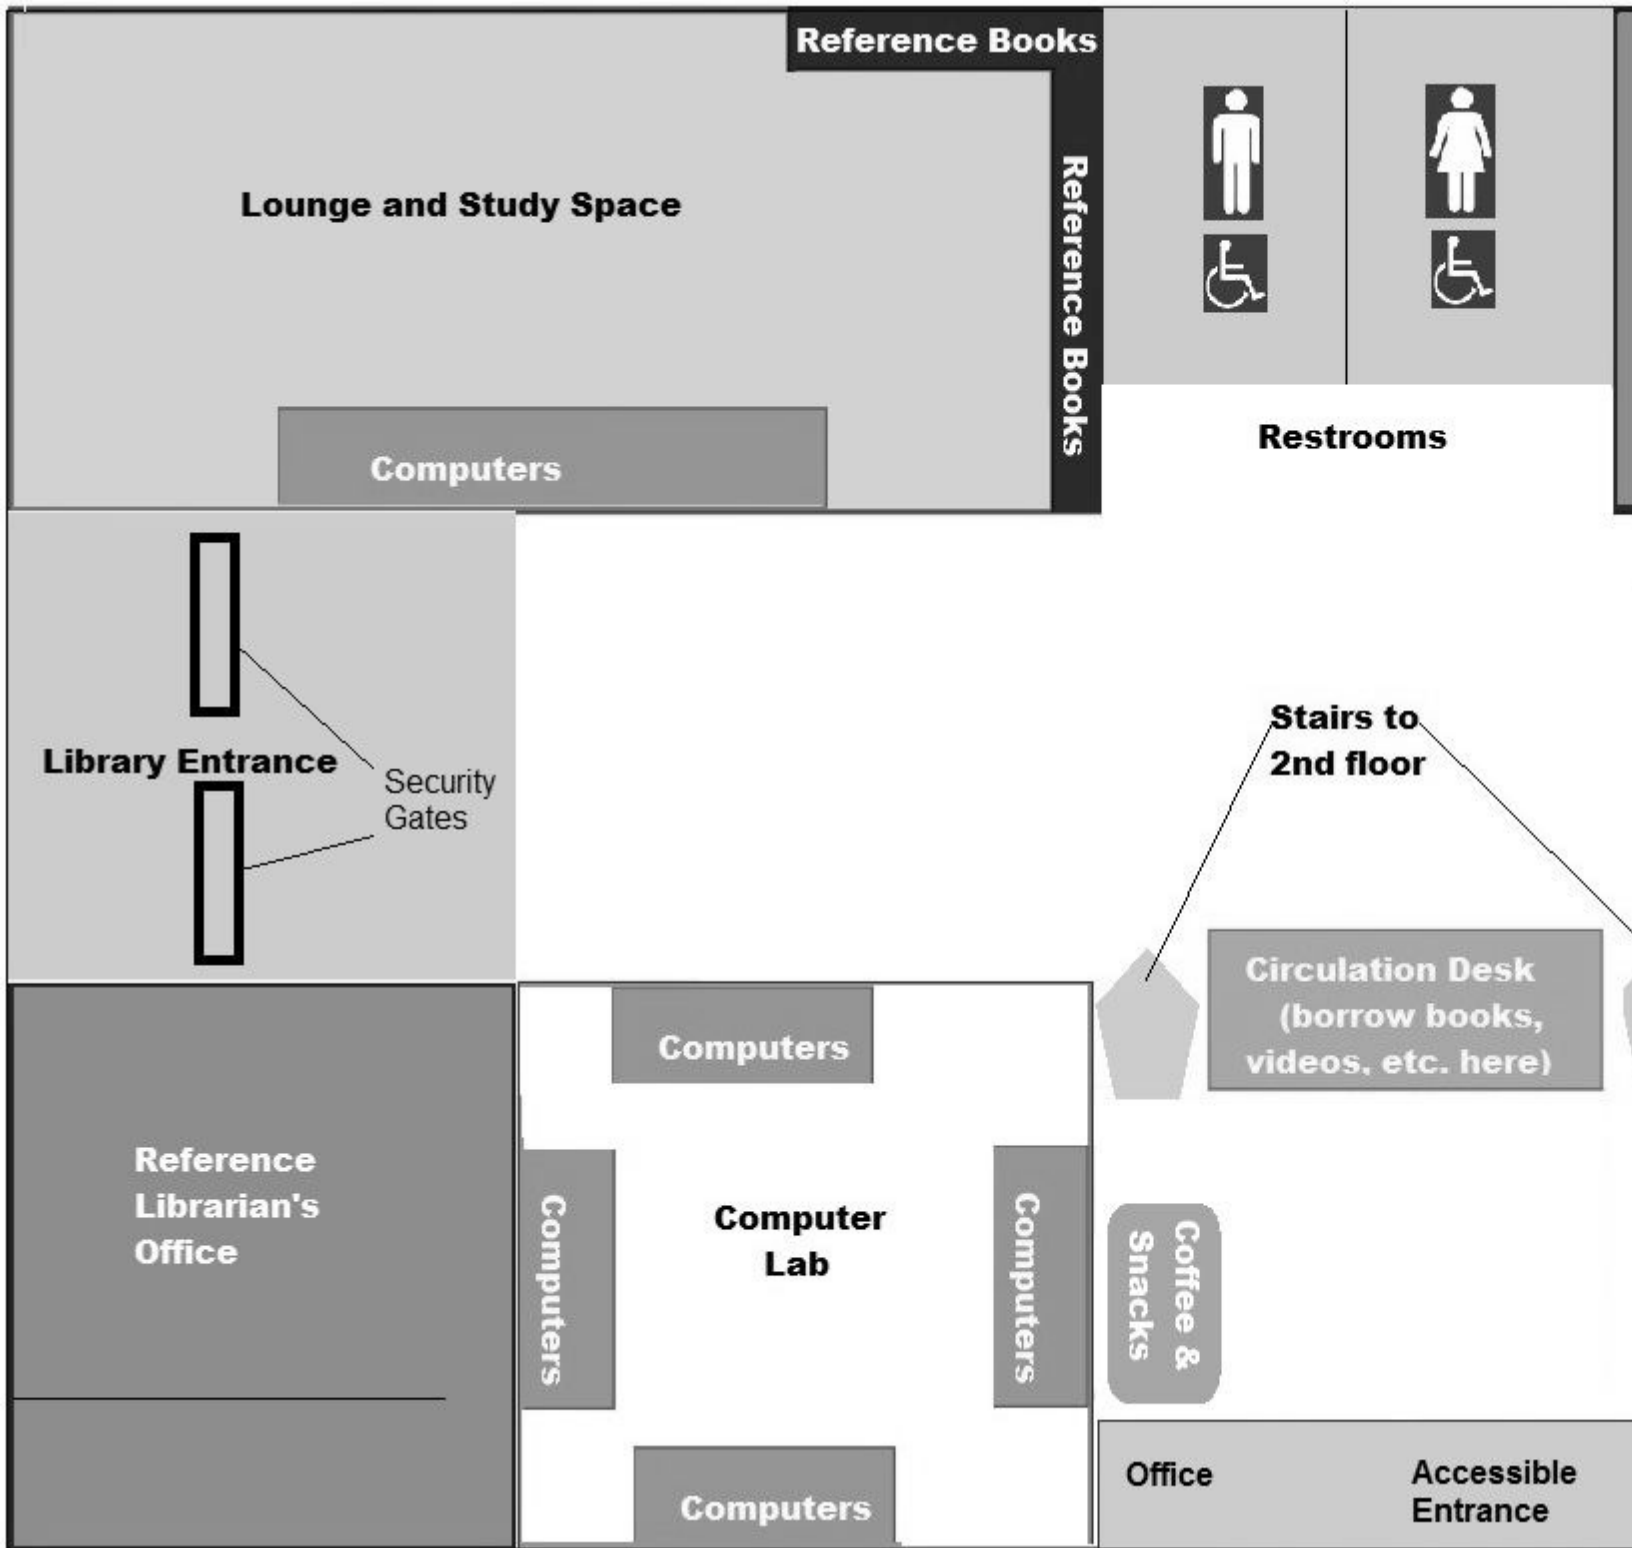 Reference Books
Reference Books
Lounge and Study Space
Computers
Restrooms
Library Entrance
Security
Gates
Stairs to
2nd floor
Circulation Desk
(borrow books,
videos, etc. here)
Reference
Librarian's
Office
Computers
Computers
Computer
Lab
Computers
Computers
Coffee &
Snacks
Office
Accessible
Entrance